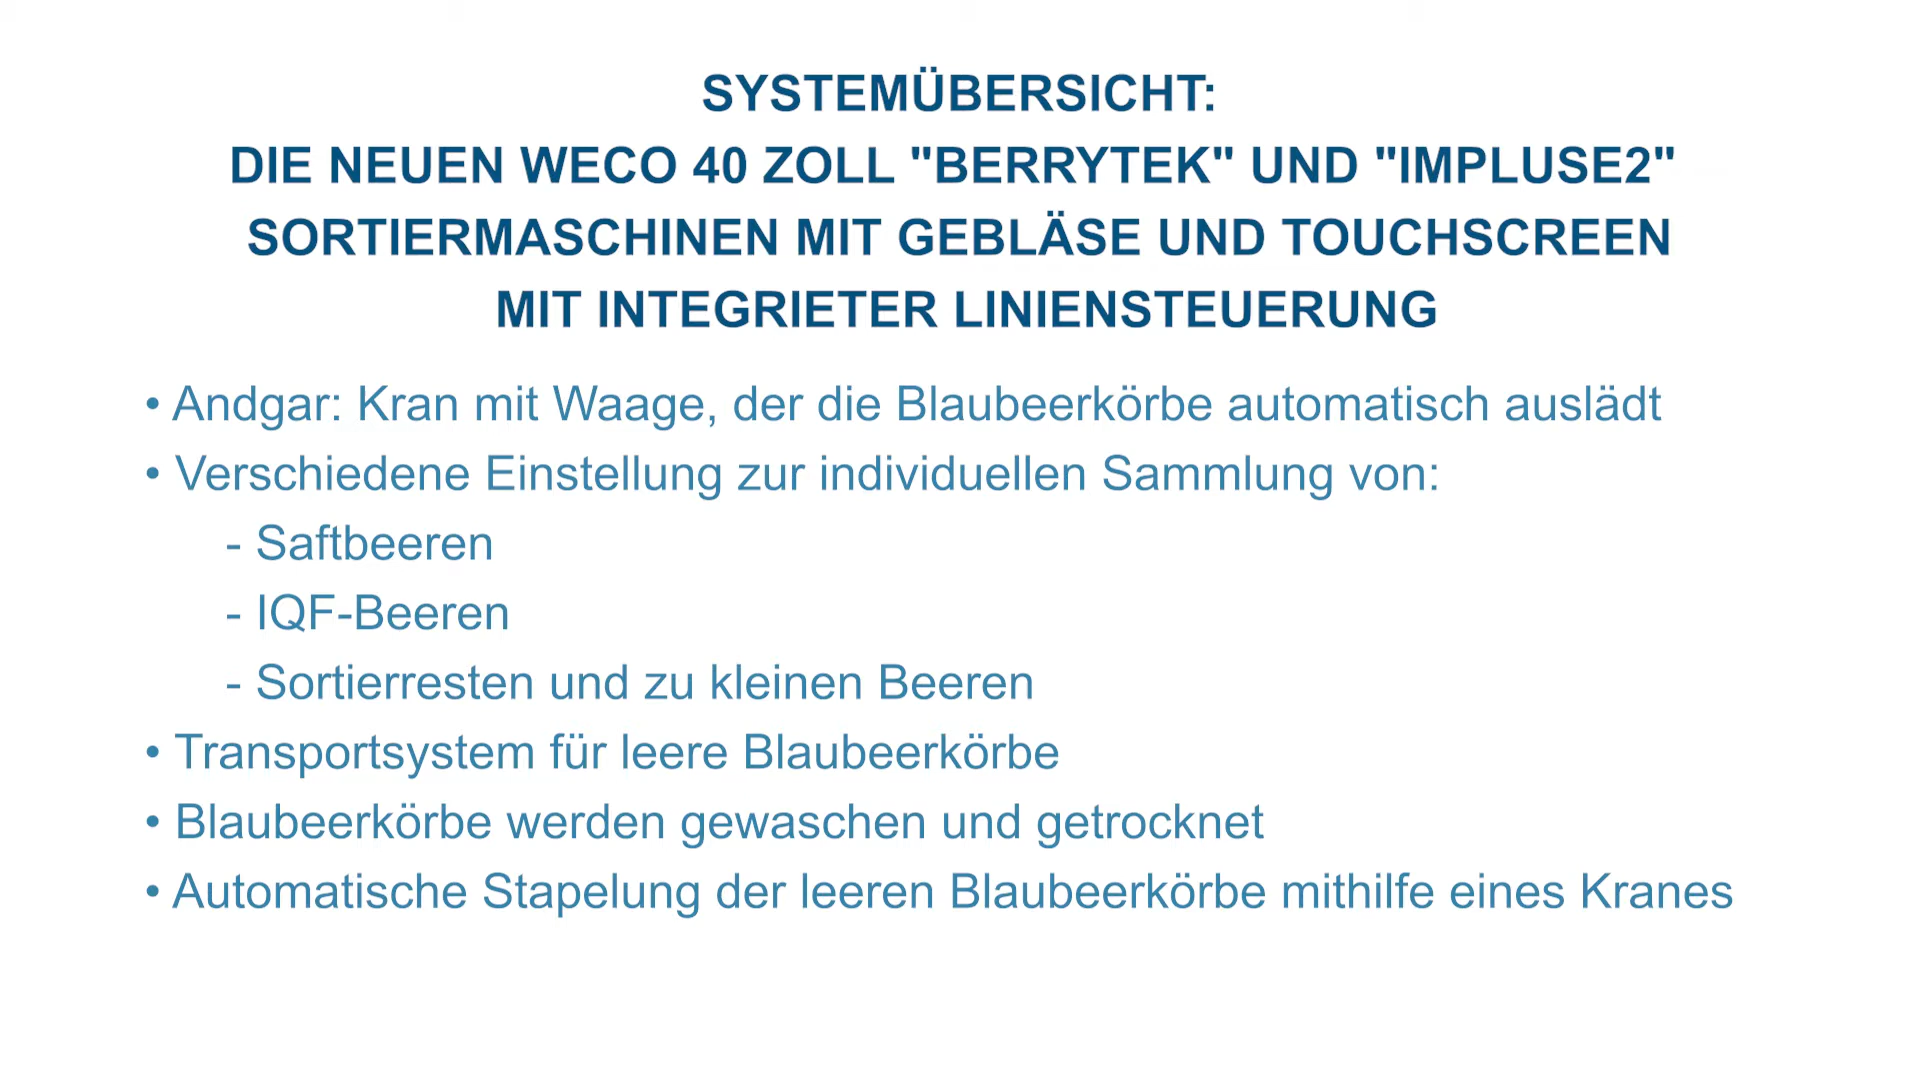 SYSTEMÜBERSICHT:
DIE NEUEN WECO 40 ZOLL "BERRYTEK" UND "IMPLUSE2"
SORTIERMASCHINEN MIT GEBLÄSE UND TOUCHSCREEN
MIT INTEGRIETER LINIENSTEUERUNG
• Andgar: Kran mit Waage, der die Blaubeerkörbe automatisch auslädt
• Verschiedene Einstellung zur individuellen Sammlung von:
- Saftbeeren
- IQF-Beeren
- Sortierresten und zu kleinen Beeren
• Transportsystem für leere Blaubeerkörbe
• Blaubeerkörbe werden gewaschen und getrocknet
• Automatische Stapelung der leeren Blaubeerkörbe mithilfe eines Kranes